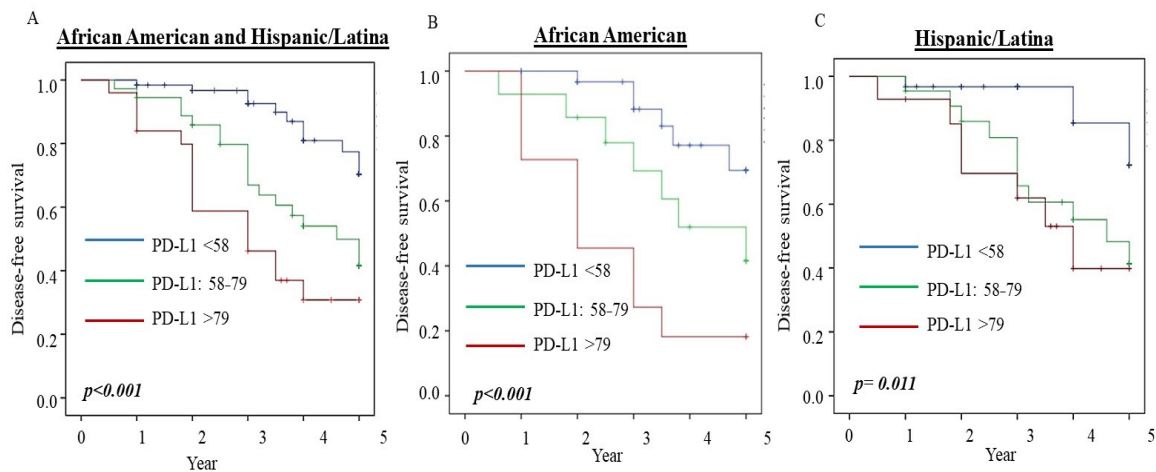 A
African American and Hispanic/Latina
Disease-free survival
1.0
0.8
0.6
0.4
0.2
0.0
PD-L1 <58
PD-L1: 58-79
PD-L1 >79
p<0.001
0 1 2 3 4 5
Year
B
African American
Disease-free survival
1.0
0.8
0.6
0.4
0.2
0.0
PD-L1 <58
PD-L1: 58-79
PD-L1 >79
p<0.001
0 1 2 3 4 5
Year
C
Hispanic/Latina
Disease-free survival
1.0
0.8
0.6
0.4
0.2
0.0
PD-L1 <58
PD-L1: 58-79
PD-L1 >79
p= 0.011
0 1 2 3 4 5
Year